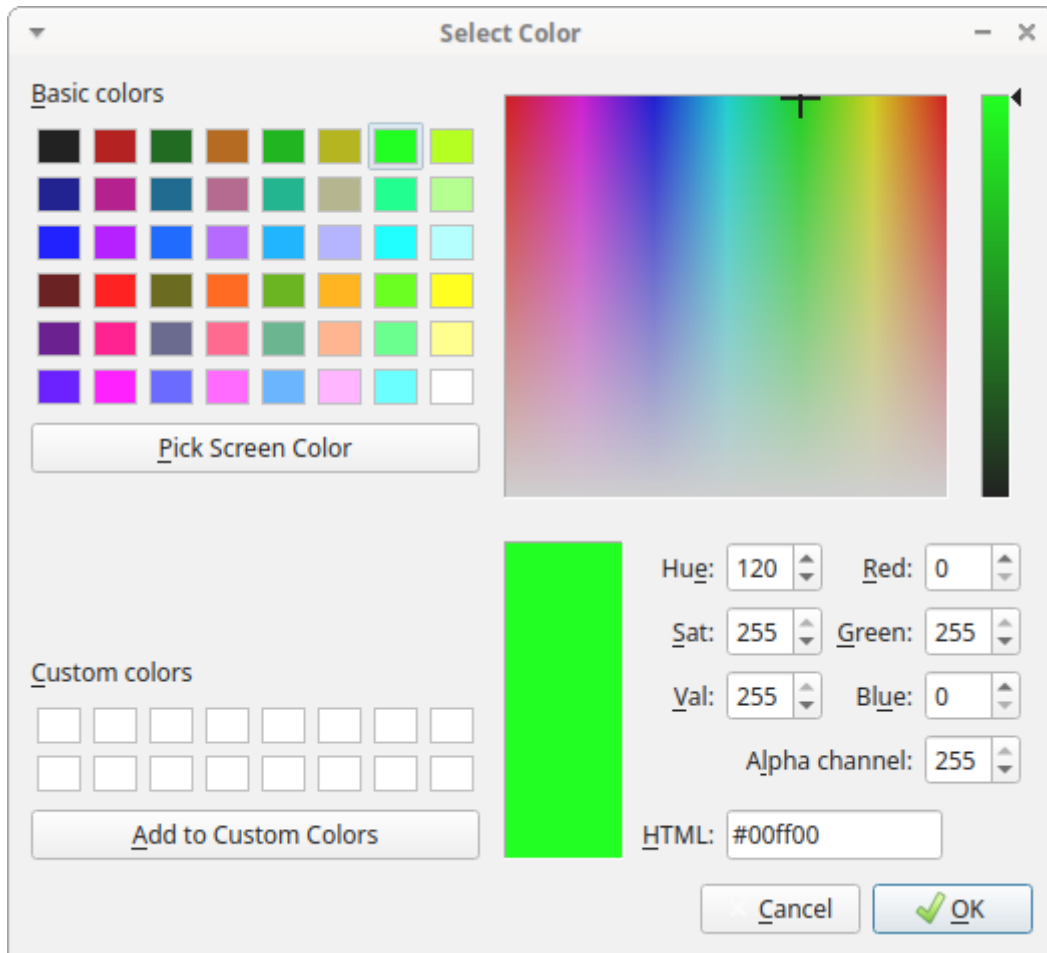 Select Color
Basic colors
Pick Screen Color
Hue: 120 Red: 0
Sat: 255 Green: 255
Custom colors
Val: 255 Blue: 0
Alpha channel: 255
Add to Custom Colors
HTML: #00ff00
Cancel OK